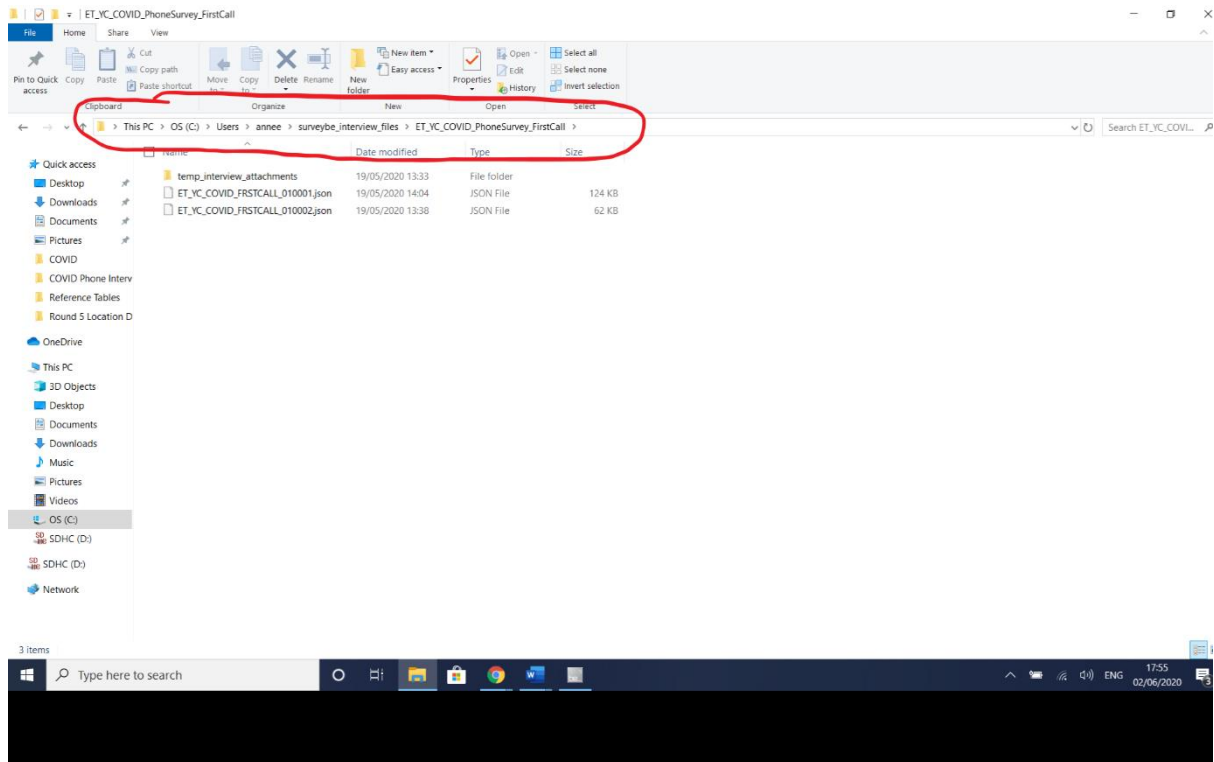 ET_YC_COVID_PhoneSurvey_FirstCall
File Home Share View
Pin to Quick access
Copy
Paste
Cut
Copy path
Paste shortcut
Move to
Copy to
Delete
Rename
New folder
New item
Easy access
Properties
Open
Edit
History
Select all
Select none
Invert selection
Clipboard Organize New Open Select
This PC > OS (C:) > Users > annee > surveybe_interview_files > ET_YC_COVID_PhoneSurvey_FirstCall >
Search ET_YC_COVI...
Name Date modified Type Size
temp_interview_attachments 19/05/2020 13:33 File folder
ET_YC_COVID_FRSTCALL_010001.json 19/05/2020 14:04 JSON File 124 KB
ET_YC_COVID_FRSTCALL_010002.json 19/05/2020 13:38 JSON File 62 KB
Quick access
Desktop
Downloads
Documents
Pictures
COVID
COVID Phone Interv
Reference Tables
Round 5 Location D
OneDrive
This PC
3D Objects
Desktop
Documents
Downloads
Music
Pictures
Videos
OS (C:)
SDHC (D:)
SDHC (D:)
Network
3 items
Type here to search
ENG
17:55
02/06/2020
3